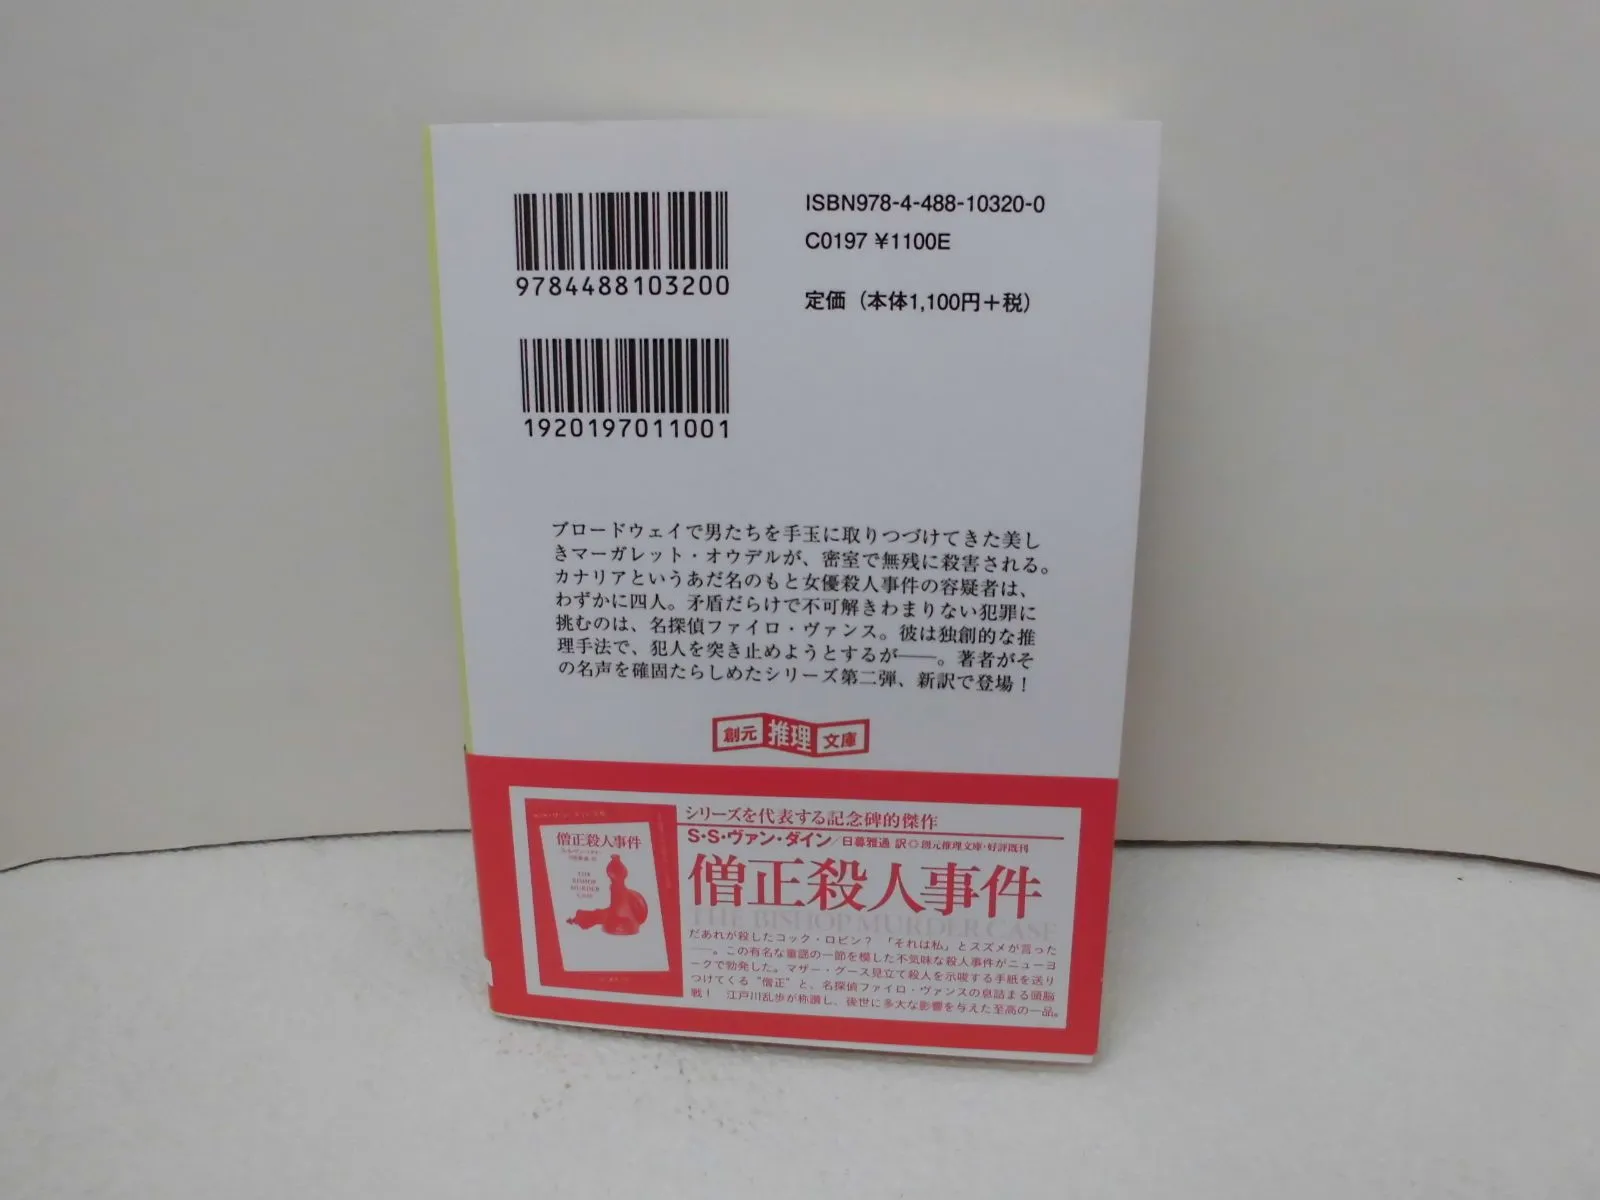 9784488103200
ISBN978-4-488-10320-0
C0197 ¥1100E
定価（本体1,100円＋税）
1920197011001
ブロードウェイで男たちを手玉に取りつづけてきた美し
きマーガレット・オウデルが、密室で無残に殺害される。
カナリアというあだ名のもと女優殺人事件の容疑者は、
わずかに四人。矛盾だらけで不可解きわまりない犯罪に
挑むのは、名探偵ファイロ・ヴァンス。彼は独創的な推
理手法で、犯人を突き止めようとするが――。著者がそ
の名声を確固たらしめたシリーズ第二弾、新訳で登場！
創元推理文庫
シリーズを代表する記念碑的傑作
S・S・ヴァン・ダイン／日暮雅通 訳◎創元推理文庫・好評既刊
僧正殺人事件
THE BISHOP MURDER CASE
だあれが殺したコック・ロビン？ 「それは私」とスズメが言った
――。この有名な童謡の一節を模した不気味な殺人事件がニューヨ
ークで勃発した。マザー・グース見立て殺人を示唆する手紙を送り
つけてくる“僧正”と、名探偵ファイロ・ヴァンスの息詰まる頭脳
戦！ 江戸川乱歩が称讃し、後世に多大な影響を与えた至高の一品。
僧正殺人事件
THE
BISHOP
MURDER
CASE